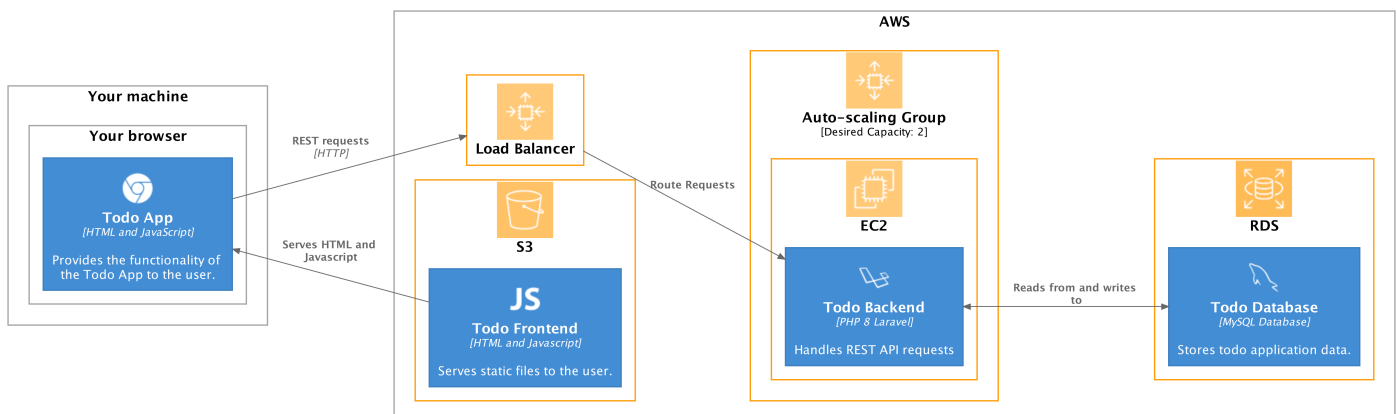 AWS
Your machine
Your browser
Todo App
[HTML and JavaScript]
Provides the functionality of
the Todo App to the user.
REST requests
[HTTP]
Serves HTML and
Javascript
Load Balancer
S3
JS
Todo Frontend
[HTML and Javascript]
Serves static files to the user.
Route Requests
Auto-scaling Group
[Desired Capacity: 2]
EC2
Todo Backend
[PHP 8 Laravel]
Handles REST API requests
Reads from and writes
to
RDS
Todo Database
[MySQL Database]
Stores todo application data.